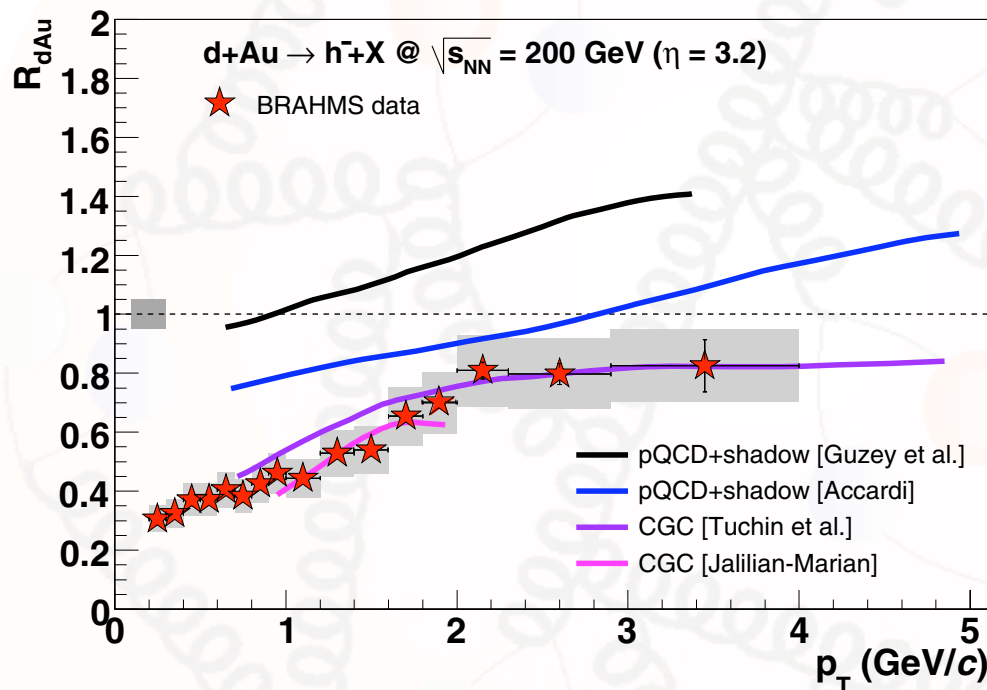 R_dAu
2
1.8
1.6
1.4
1.2
1
0.8
0.6
0.4
0.2
0
d+Au → h⁻+X @ √s_NN = 200 GeV (η = 3.2)
BRAHMS data
pQCD+shadow [Guzey et al.]
pQCD+shadow [Accardi]
CGC [Tuchin et al.]
CGC [Jalilian-Marian]
0 1 2 3 4 5
p_T (GeV/c)